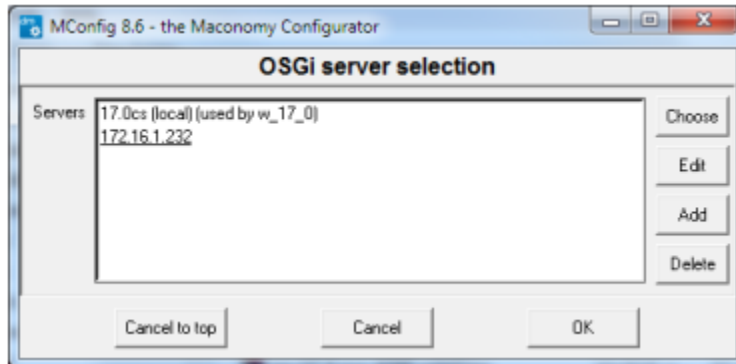 MConfig 8.6 - the Maconomy Configurator
OSGi server selection
Servers
17.0cs (local) (used by w_17_0)
172.16.1.232
Choose
Edit
Add
Delete
Cancel to top
Cancel
OK